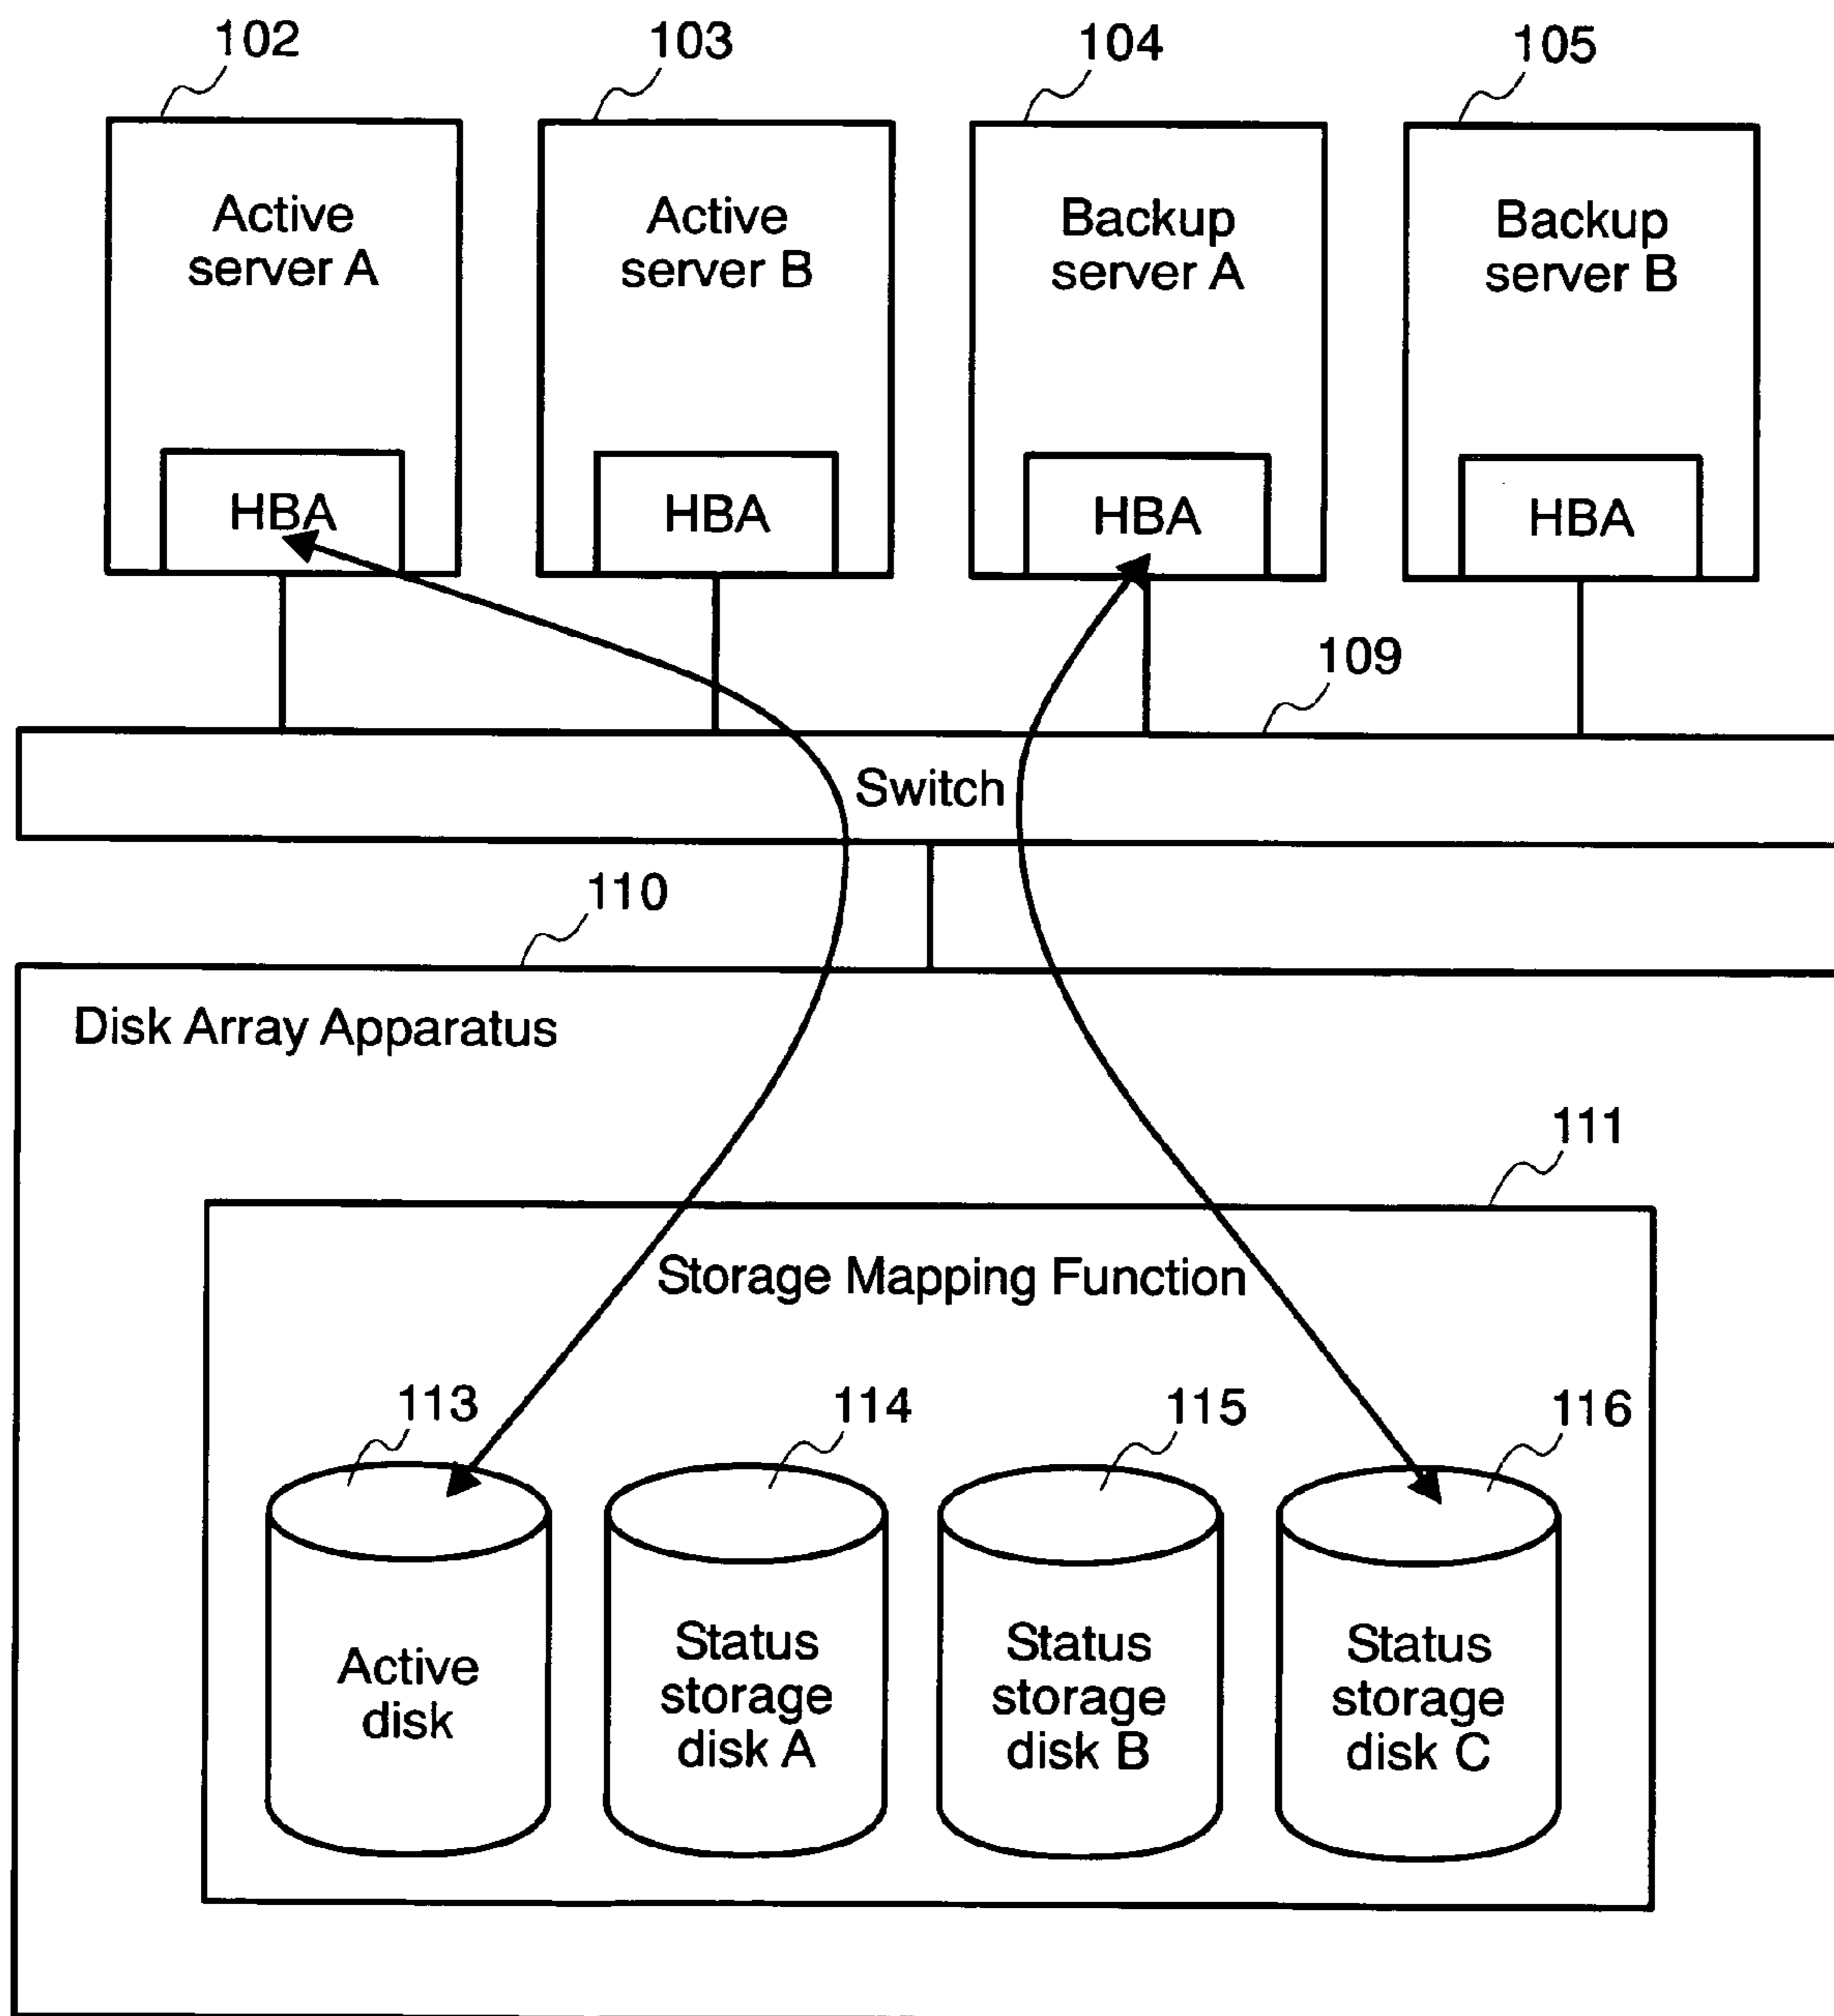 102
103
104
105
Active
server A
Active
server B
Backup
server A
Backup
server B
HBA
HBA
HBA
HBA
109
Switch
110
Disk Array Apparatus
111
Storage Mapping Function
113
114
115
116
Active
disk
Status
storage
disk A
Status
storage
disk B
Status
storage
disk C